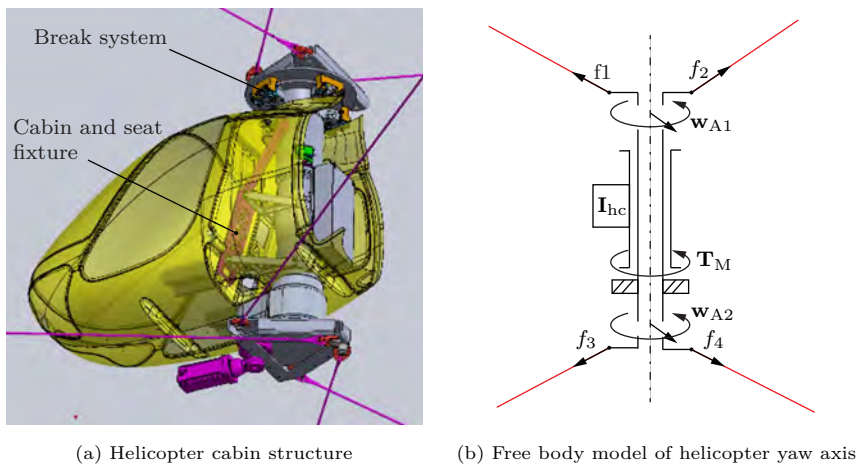 Break system
Cabin and seat
fixture
f1
f2
wA1
Ihc
TM
wA2
f3
f4
(a) Helicopter cabin structure
(b) Free body model of helicopter yaw axis